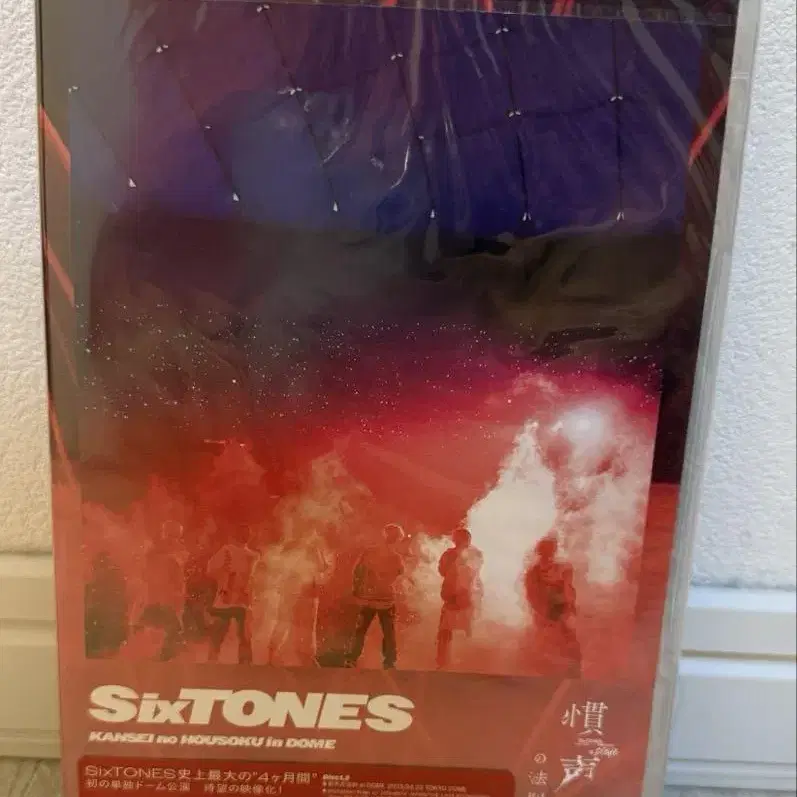 SixTONES
KANSEI no HOUSOKU in DOME
慣声
の法則
SixTONES史上最大の"4ヶ月間"
初の単独ドーム公演 待望の映像化!